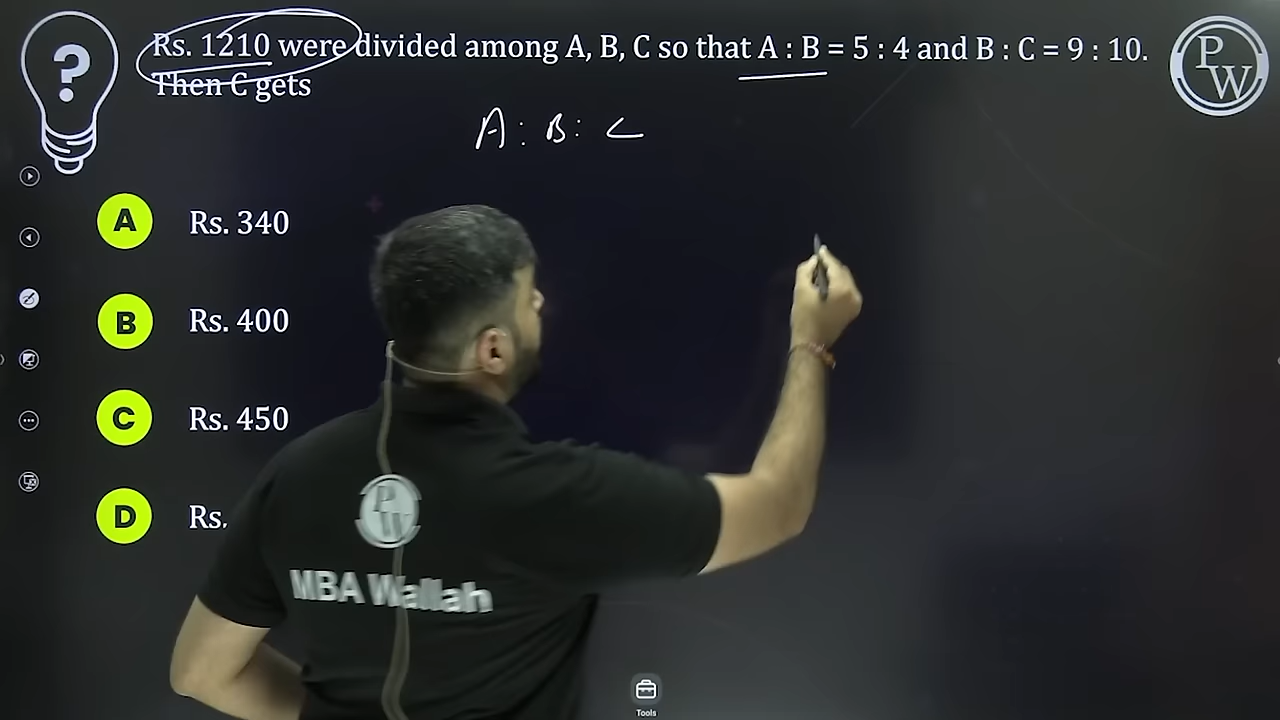 Rs. 1210 were divided among A, B, C so that A : B = 5 : 4 and B : C = 9 : 10.
Then C gets
A : B : C
A Rs. 340
B Rs. 400
C Rs. 450
D Rs.
PW
PW
MBA Wallah
Tools